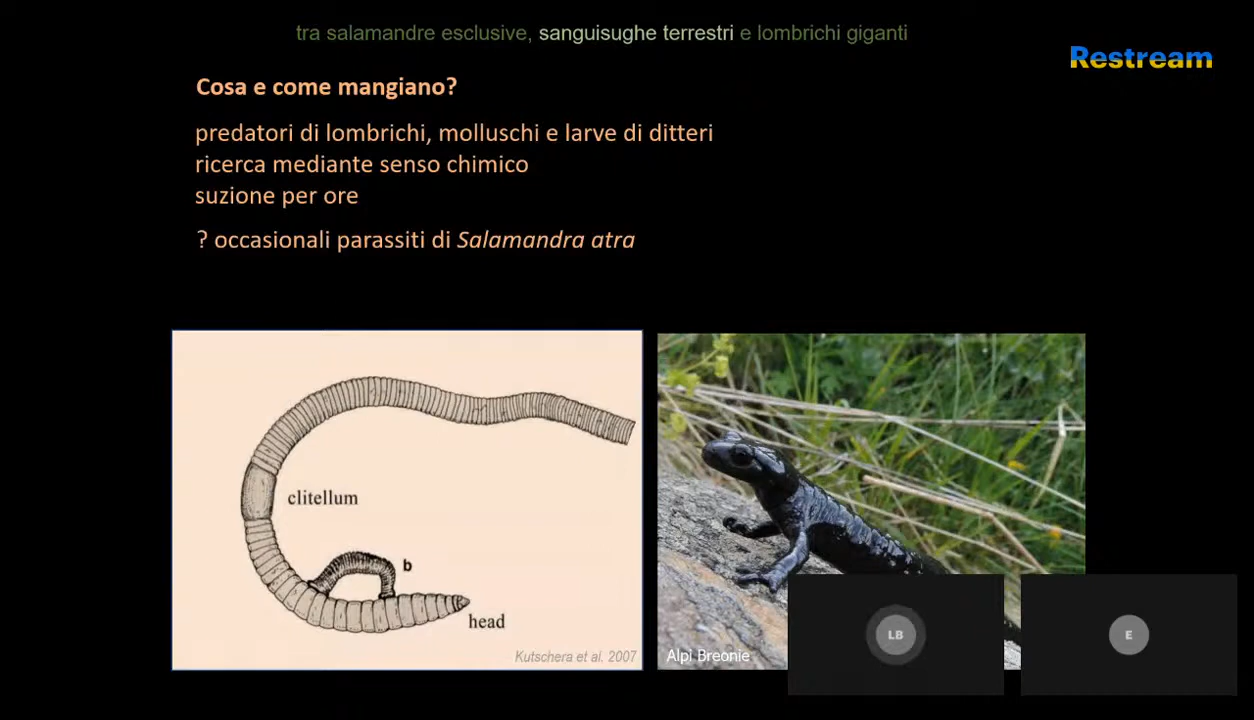 tra salamandre esclusive, sanguisughe terrestri e lombrichi giganti
Restream
Cosa e come mangiano?
predatori di lombrichi, molluschi e larve di ditteri
ricerca mediante senso chimico
suzione per ore
? occasionali parassiti di Salamandra atra
clitellum
b
head
Kutschera et al. 2007
Alpi Breonie
LB
E